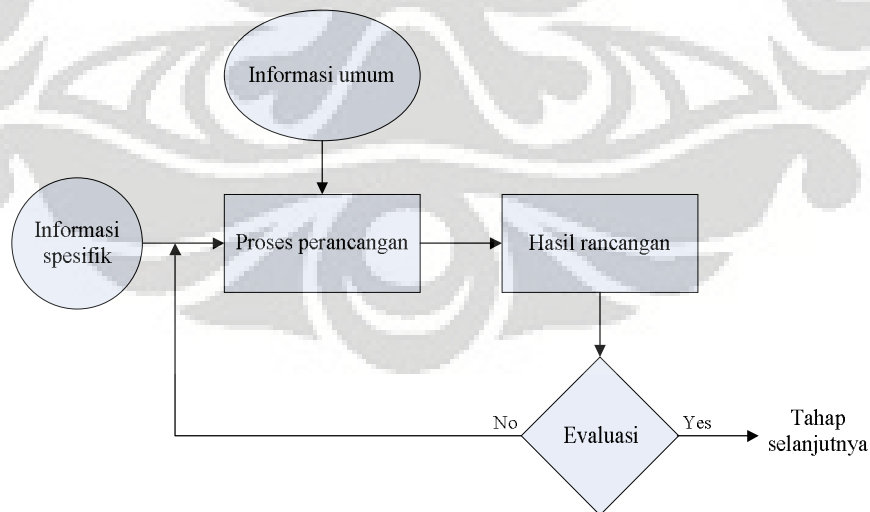 Informasi umum
Informasi
spesifik
Proses perancangan
Hasil rancangan
No
Evaluasi
Yes
Tahap
selanjutnya